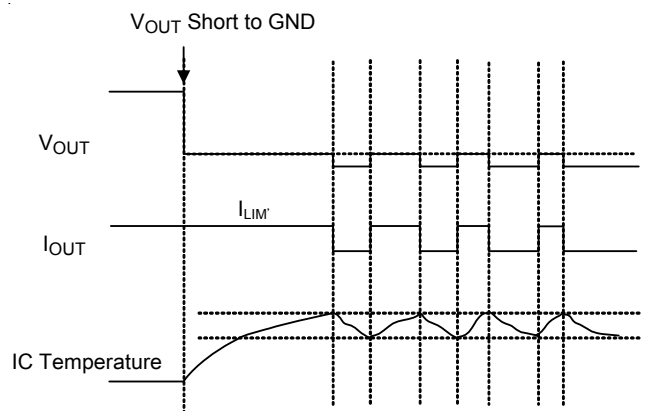 VOUT Short to GND
VOUT
ILIM'
IOUT
IC Temperature